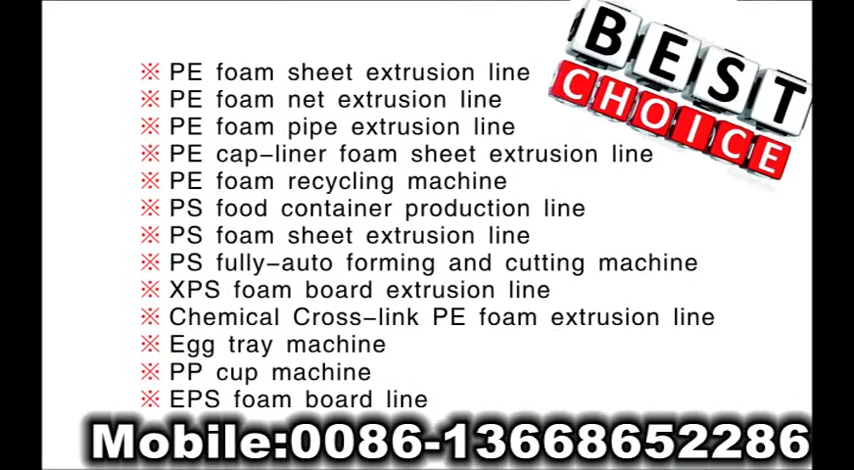 BEST
CHOICE
※ PE foam sheet extrusion line
※ PE foam net extrusion line
※ PE foam pipe extrusion line
※ PE cap-liner foam sheet extrusion line
※ PE foam recycling machine
※ PS food container production line
※ PS foam sheet extrusion line
※ PS fully-auto forming and cutting machine
※ XPS foam board extrusion line
※ Chemical Cross-link PE foam extrusion line
※ Egg tray machine
※ PP cup machine
※ EPS foam board line
Mobile:0086-13668652286